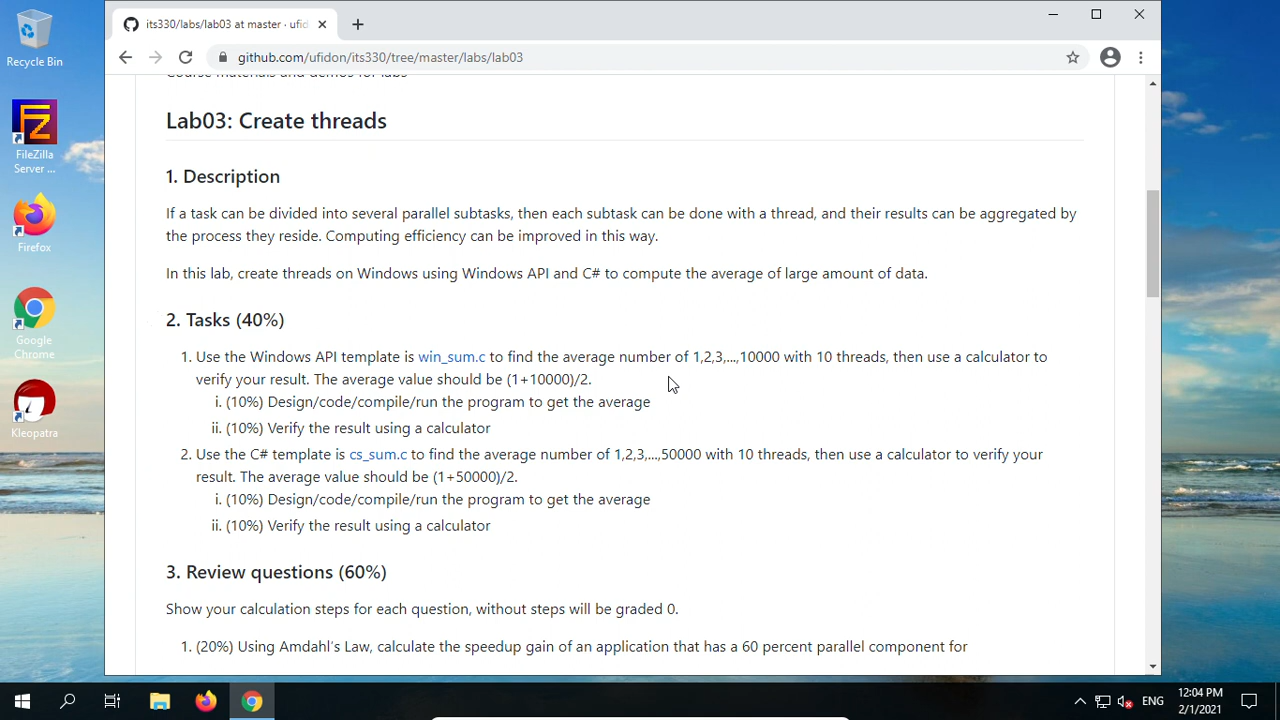 Recycle Bin
FileZilla
Server ...
Firefox
Google
Chrome
Kleopatra
its330/labs/lab03 at master · ufid
github.com/ufidon/its330/tree/master/labs/lab03
Course materials and demos for labs
Lab03: Create threads
1. Description
If a task can be divided into several parallel subtasks, then each subtask can be done with a thread, and their results can be aggregated by
the process they reside. Computing efficiency can be improved in this way.
In this lab, create threads on Windows using Windows API and C# to compute the average of large amount of data.
2. Tasks (40%)
1. Use the Windows API template is win_sum.c to find the average number of 1,2,3,...,10000 with 10 threads, then use a calculator to
verify your result. The average value should be (1+10000)/2.
i. (10%) Design/code/compile/run the program to get the average
ii. (10%) Verify the result using a calculator
2. Use the C# template is cs_sum.c to find the average number of 1,2,3,...,50000 with 10 threads, then use a calculator to verify your
result. The average value should be (1+50000)/2.
i. (10%) Design/code/compile/run the program to get the average
ii. (10%) Verify the result using a calculator
3. Review questions (60%)
Show your calculation steps for each question, without steps will be graded 0.
1. (20%) Using Amdahl's Law, calculate the speedup gain of an application that has a 60 percent parallel component for
ENG
12:04 PM
2/1/2021